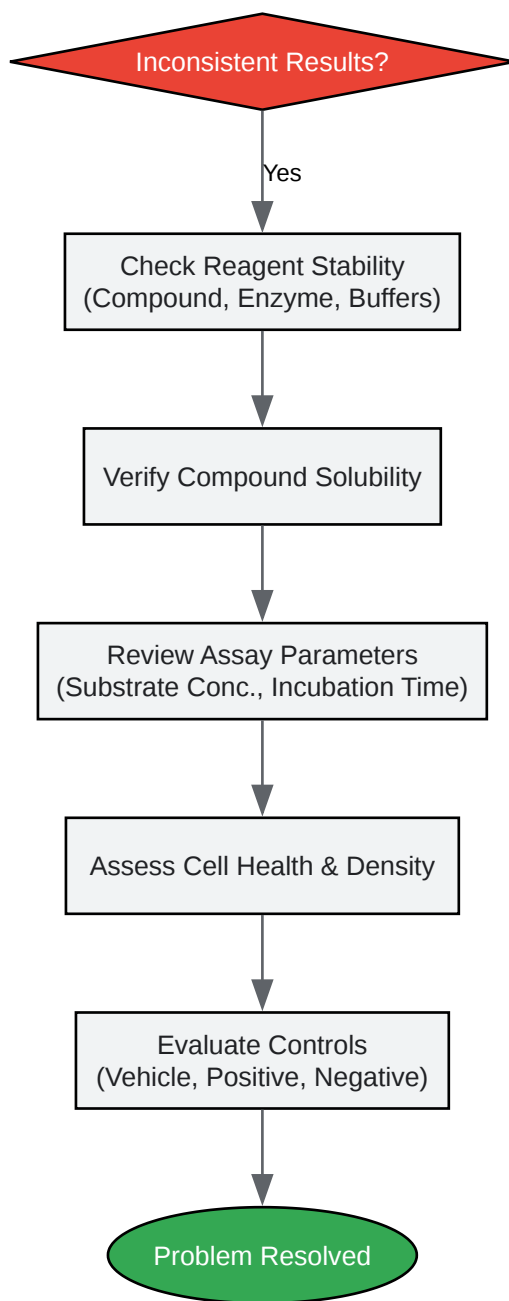 Inconsistent Results?
Yes
Check Reagent Stability
(Compound, Enzyme, Buffers)
Verify Compound Solubility
Review Assay Parameters
(Substrate Conc., Incubation Time)
Assess Cell Health & Density
Evaluate Controls
(Vehicle, Positive, Negative)
Problem Resolved